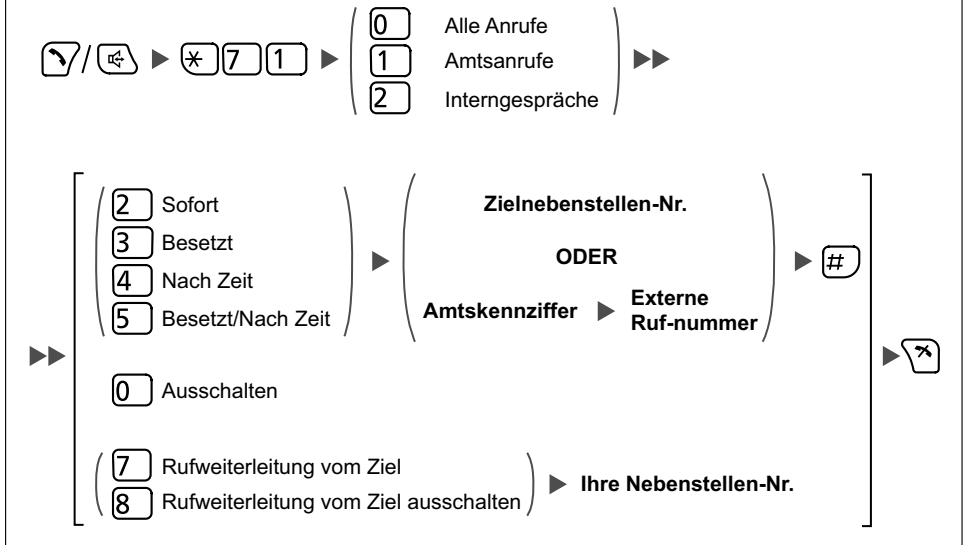 0 Alle Anrufe
/ * 7 1 1 Amtsanrufe
2 Interngespräche
2 Sofort
3 Besetzt
4 Nach Zeit
5 Besetzt/Nach Zeit
Zielnebenstellen-Nr.
ODER
Amtskennziffer Externe
Ruf-nummer
#
0 Ausschalten
7 Rufweiterleitung vom Ziel
8 Rufweiterleitung vom Ziel ausschalten
Ihre Nebenstellen-Nr.